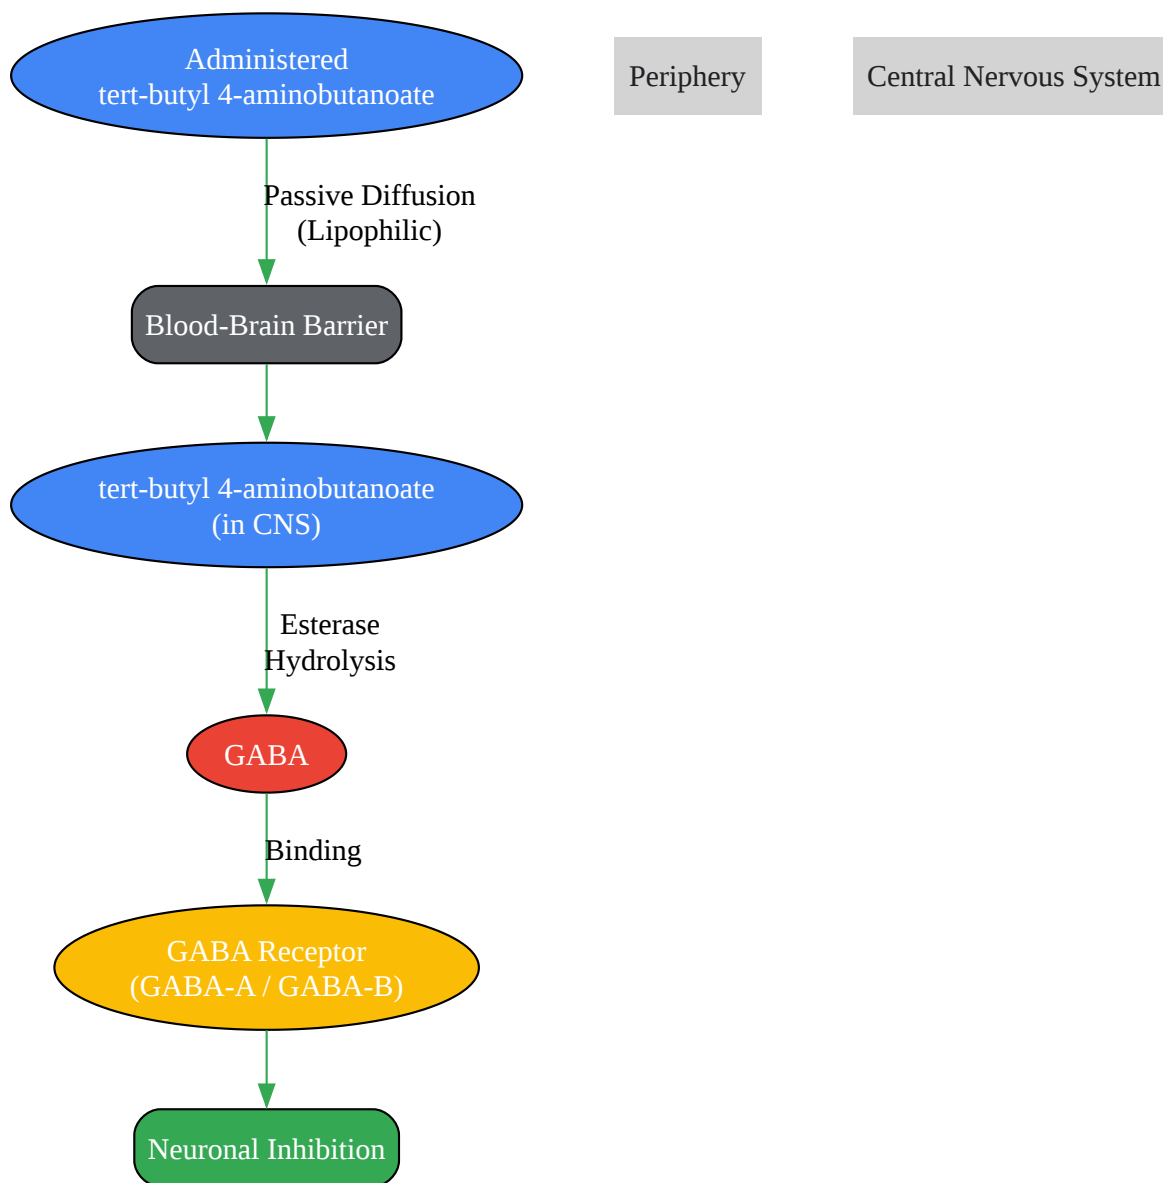 Administered
tert-butyl 4-aminobutanoate
Periphery
Central Nervous System
Passive Diffusion
(Lipophilic)
Blood-Brain Barrier
tert-butyl 4-aminobutanoate
(in CNS)
Esterase
Hydrolysis
GABA
Binding
GABA Receptor
(GABA-A / GABA-B)
Neuronal Inhibition